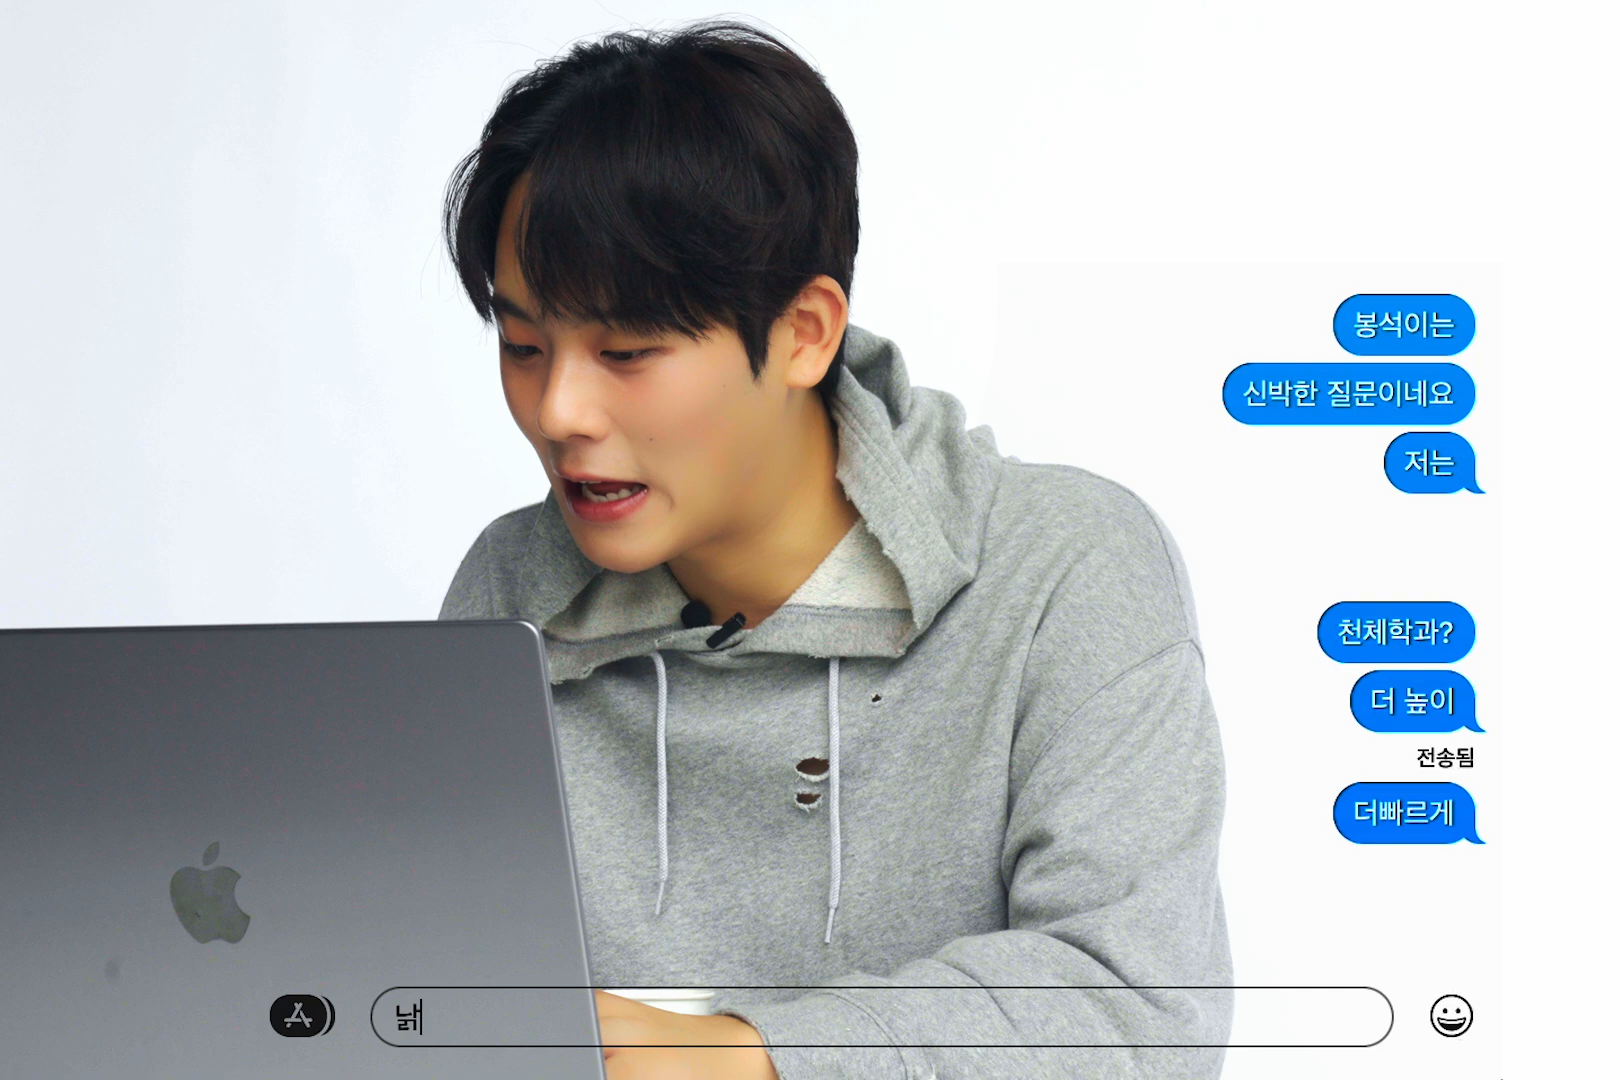 봉석이는
신박한 질문이네요
저는
천체학과?
더 높이
전송됨
더빠르게
낽